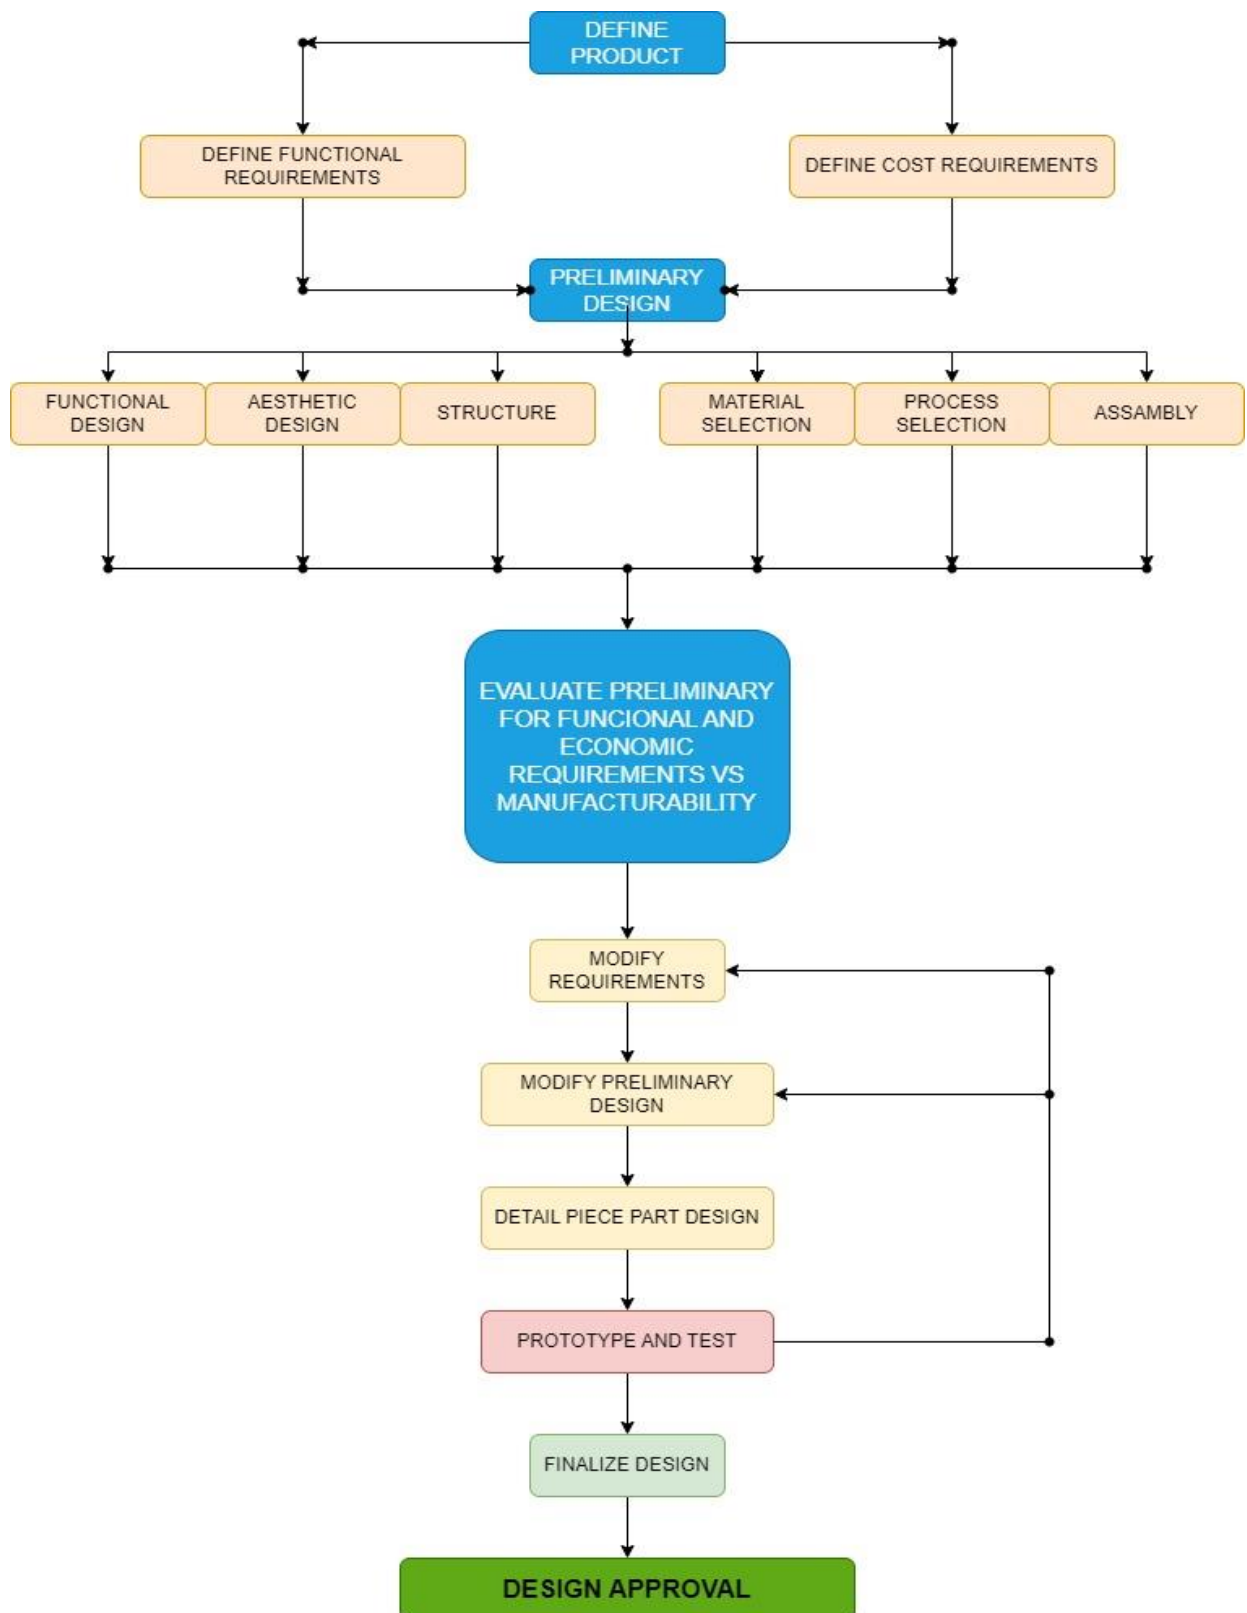 DEFINE
PRODUCT
DEFINE FUNCTIONAL
REQUIREMENTS
DEFINE COST REQUIREMENTS
PRELIMINARY
DESIGN
FUNCTIONAL
DESIGN
AESTHETIC
DESIGN
STRUCTURE
MATERIAL
SELECTION
PROCESS
SELECTION
ASSAMBLY
EVALUATE PRELIMINARY
FOR FUNCIONAL AND
ECONOMIC
REQUIREMENTS VS
MANUFACTURABILITY
MODIFY
REQUIREMENTS
MODIFY PRELIMINARY
DESIGN
DETAIL PIECE PART DESIGN
PROTOTYPE AND TEST
FINALIZE DESIGN
DESIGN APPROVAL